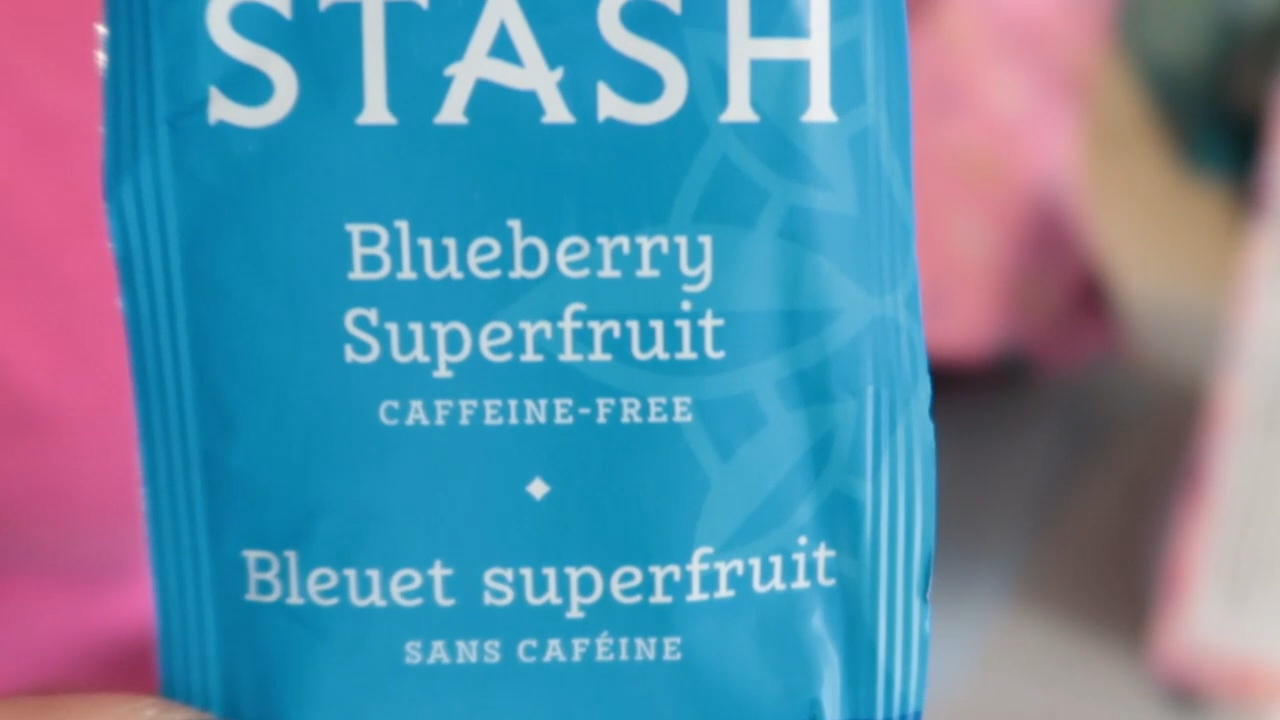 STASH
Blueberry
Superfruit
CAFFEINE-FREE
Bleuet superfruit
SANS CAFÉINE